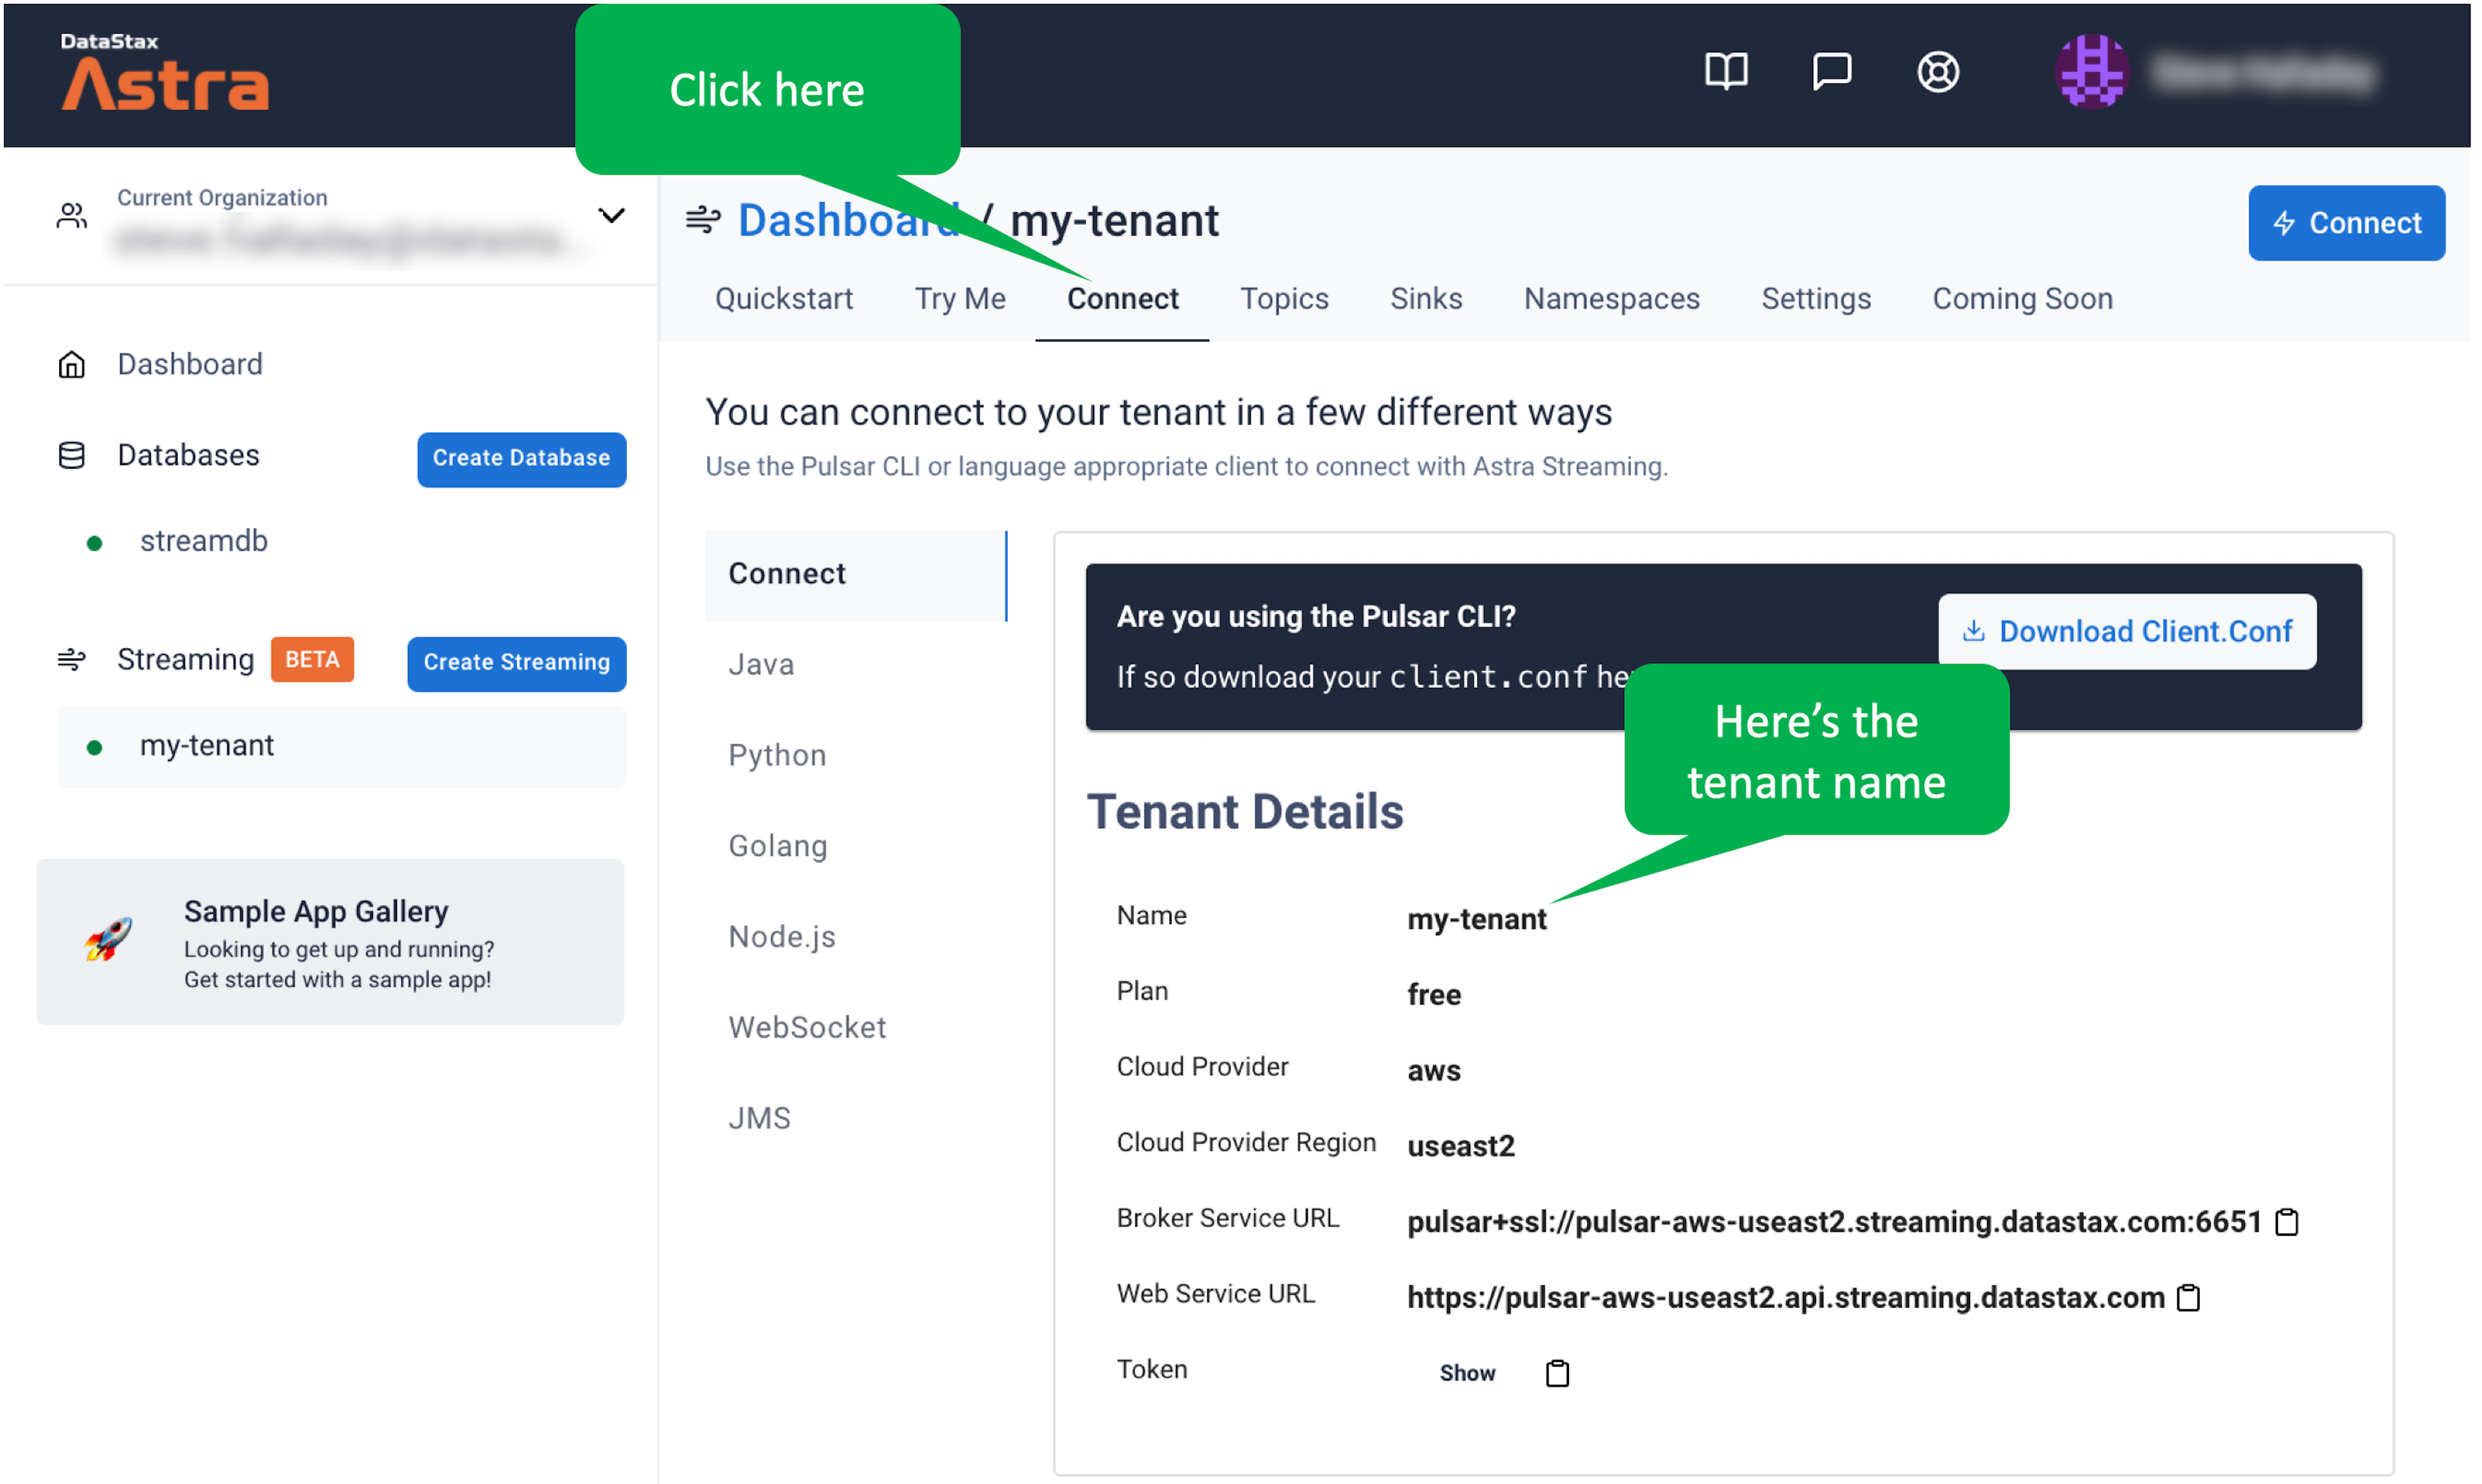 DataStax
Astra
Click here
Current Organization
Dashboard / my-tenant
Connect
Quickstart
Try Me
Connect
Topics
Sinks
Namespaces
Settings
Coming Soon
Dashboard
Databases
Create Database
streamdb
Streaming
BETA
Create Streaming
my-tenant
Sample App Gallery
Looking to get up and running?
Get started with a sample app!
You can connect to your tenant in a few different ways
Use the Pulsar CLI or language appropriate client to connect with Astra Streaming.
Connect
Java
Python
Golang
Node.js
WebSocket
JMS
Are you using the Pulsar CLI?
If so download your client.conf
Download Client.Conf
Here’s the
tenant name
Tenant Details
Name my-tenant
Plan free
Cloud Provider aws
Cloud Provider Region useast2
Broker Service URL pulsar+ssl://pulsar-aws-useast2.streaming.datastax.com:6651
Web Service URL https://pulsar-aws-useast2.api.streaming.datastax.com
Token Show